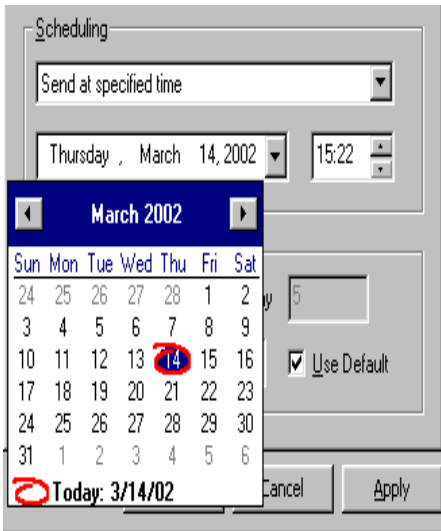 Scheduling
Send at specified time
Thursday , March 14, 2002 15:22
March 2002
Sun Mon Tue Wed Thu Fri Sat
24 25 26 27 28 1 2
5
3 4 5 6 7 8 9
10 11 12 13 14 15 16
Use Default
17 18 19 20 21 22 23
24 25 26 27 28 29 30
31 1 2 3 4 5 6
Today: 3/14/02
Cancel Apply